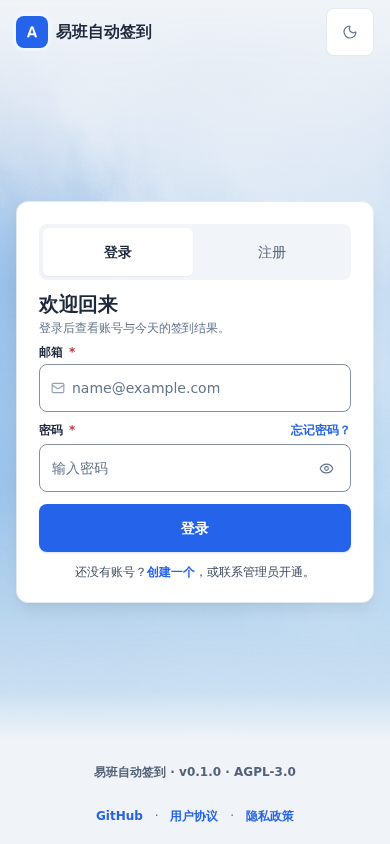 A 易班自动签到
登录 注册
欢迎回来
登录后查看账号与今天的签到结果。
邮箱 *
name@example.com
密码 * 忘记密码？
输入密码
登录
还没有账号？创建一个，或联系管理员开通。
易班自动签到 · v0.1.0 · AGPL-3.0
GitHub · 用户协议 · 隐私政策